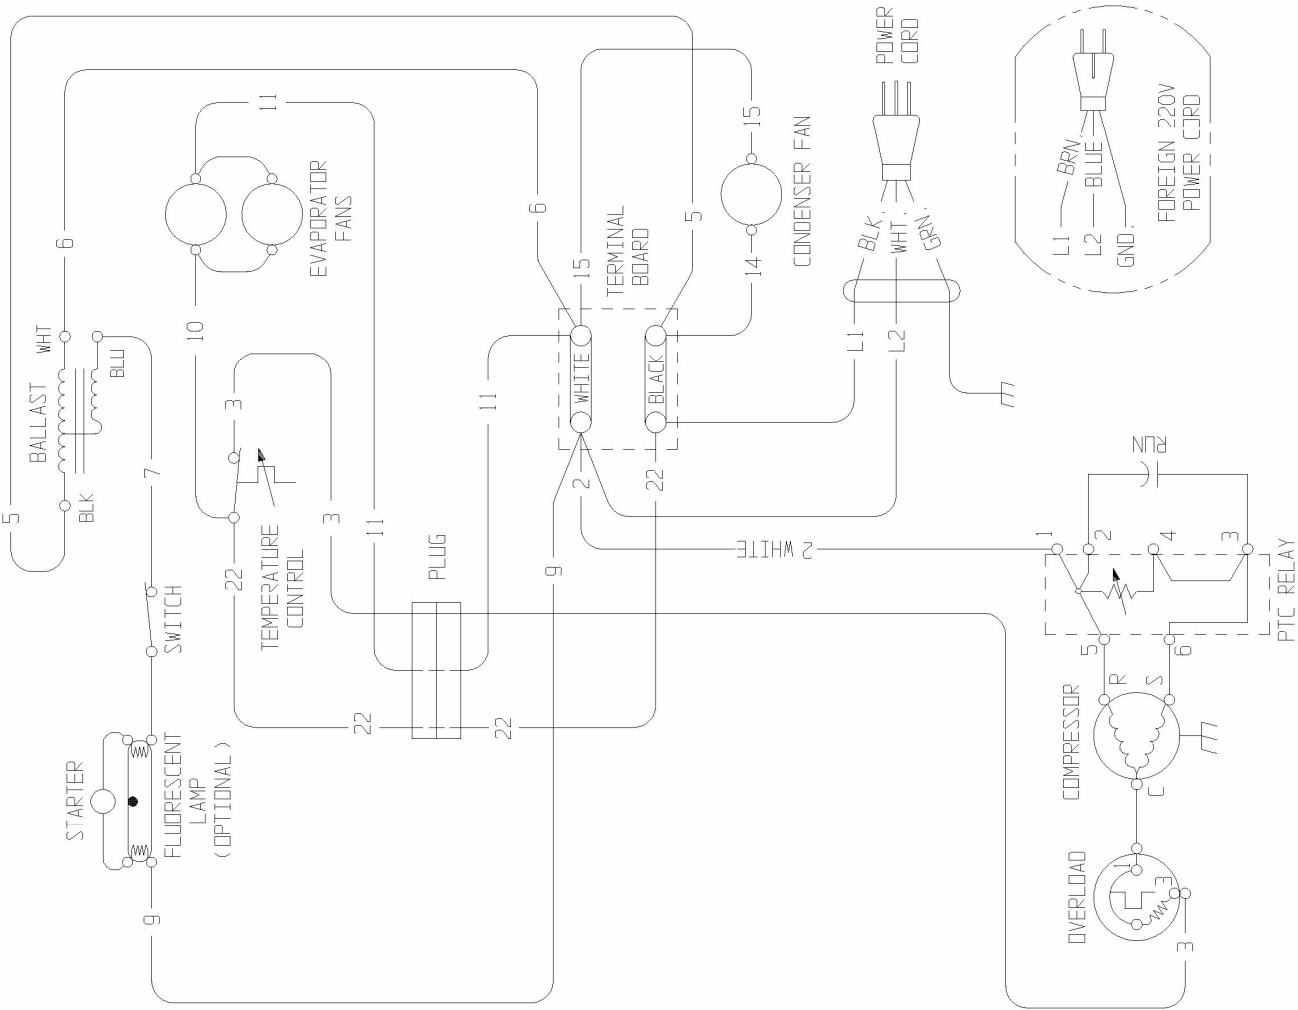 11
15
POWER
CORD
FOREIGN 220V
POWER CORD
BRN.
BLUE
L1
L2
GND.
EVAPORATOR
FANS
CONDENSER FAN
6
6
5
BLK.
WHT.
GRN.
TERMINAL
BOARD
15
14
10
WHT
BLU
BALLAST
BLK
L1
L2
WHITE
BLACK
3
11
7
5
3
11
2
22
RUN
PLUG
2 WHITE
1
2
4
3
PTC RELAY
TEMPERATURE
CONTROL
22
9
SWITCH
5
6
R
S
COMPRESSOR
C
22
22
STARTER
FLUORESCENT
LAMP
(OPTIONAL)
OVERLOAD
1
3
9
3